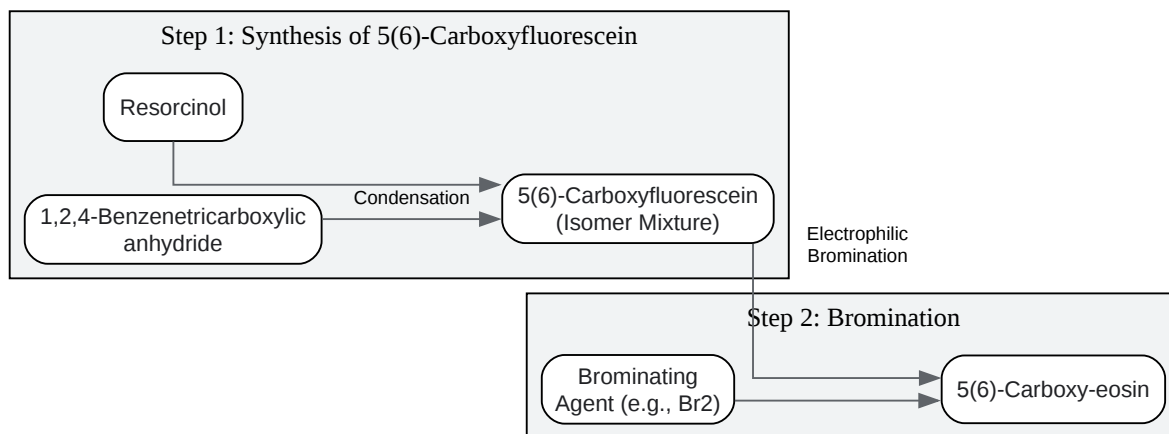 Step 1: Synthesis of 5(6)-Carboxyfluorescein
Resorcinol
Condensation
1,2,4-Benzenetricarboxylic
anhydride
5(6)-Carboxyfluorescein
(Isomer Mixture)
Electrophilic
Bromination
Step 2: Bromination
Brominating
Agent (e.g., Br2)
5(6)-Carboxy-eosin